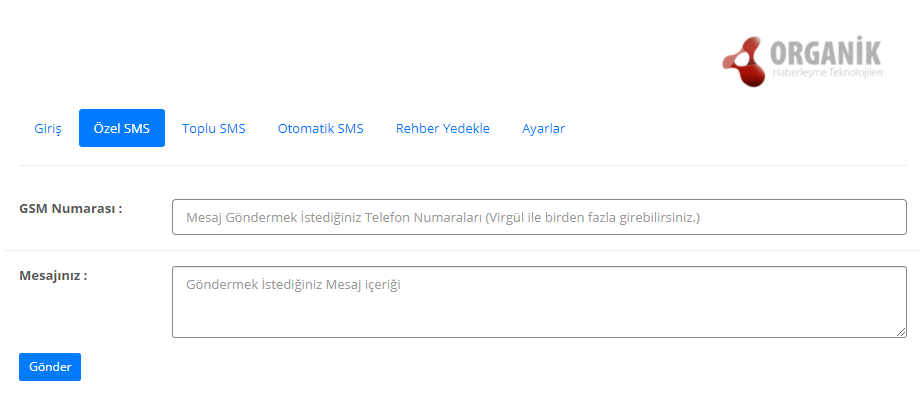 ORGANİK
Haberleşme Teknolojileri
Giriş Özel SMS Toplu SMS Otomatik SMS Rehber Yedekle Ayarlar
GSM Numarası :
Mesaj Göndermek İstediğiniz Telefon Numaraları (Virgül ile birden fazla girebilirsiniz.)
Mesajınız :
Göndermek İstediğiniz Mesaj içeriği
Gönder